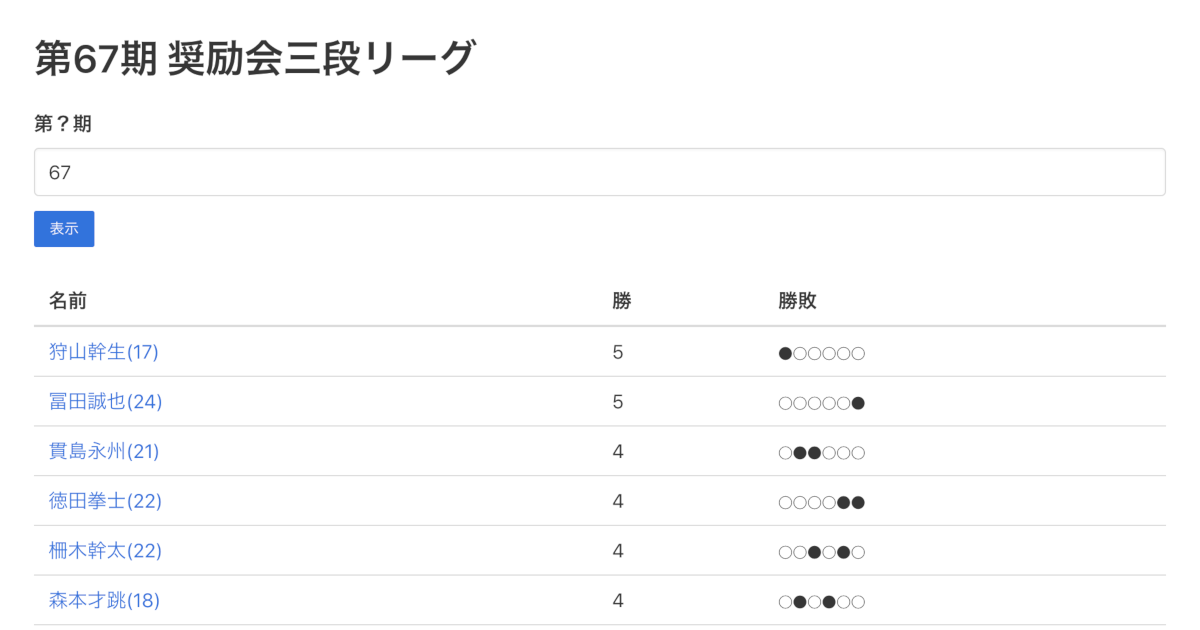 第67期 奨励会三段リーグ
第？期
67
表示
名前 勝 勝敗
狩山幹生(17) 5 ●○○○○○
冨田誠也(24) 5 ○○○○○●
貫島永州(21) 4 ○●●○○○
徳田拳士(22) 4 ○○○○●●
柵木幹太(22) 4 ○○●○●○
森本才跳(18) 4 ○●○●○○